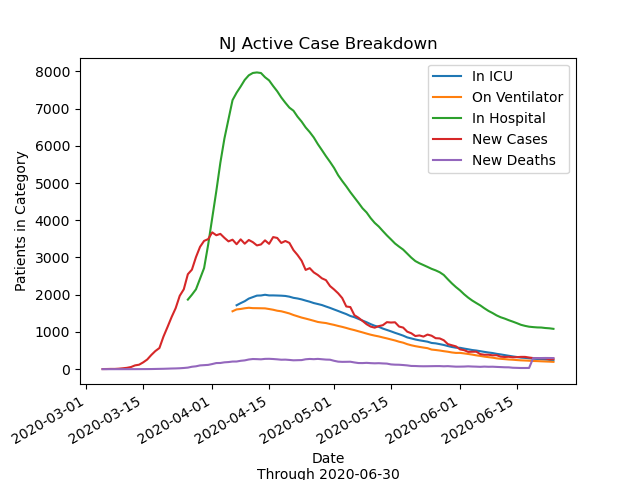 NJ Active Case Breakdown
In ICU
On Ventilator
In Hospital
New Cases
New Deaths
Patients in Category
8000
7000
6000
5000
4000
3000
2000
1000
0
2020-03-01
2020-03-15
2020-04-01
2020-04-15
2020-05-01
2020-05-15
2020-06-01
2020-06-15
Date
Through 2020-06-30